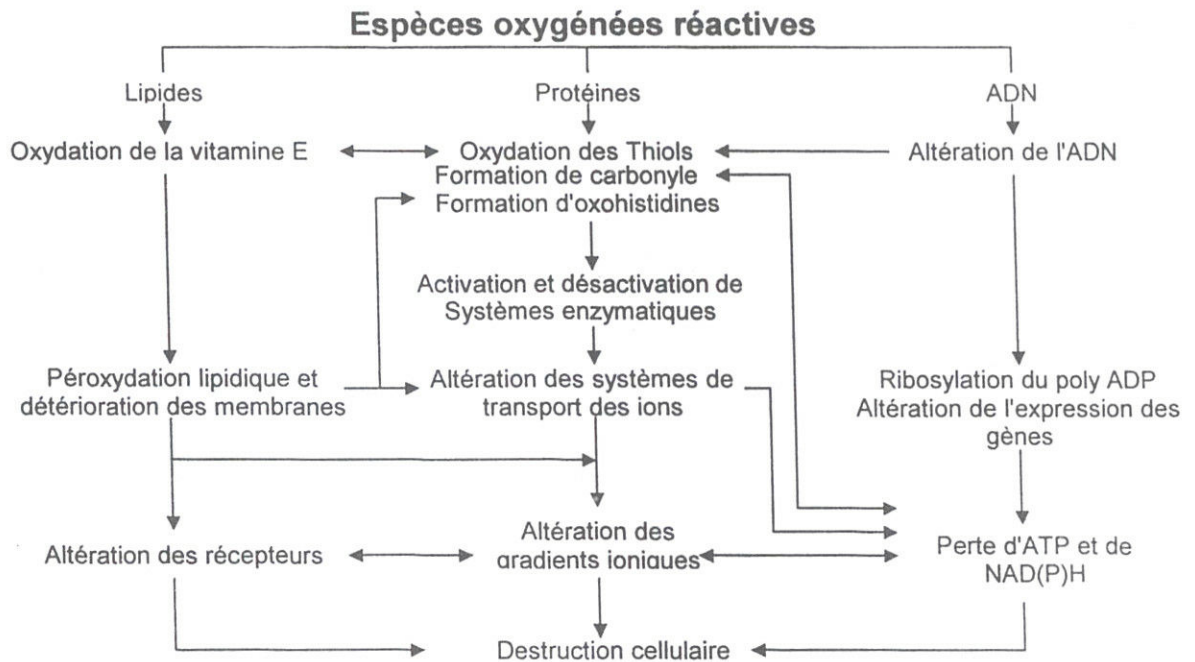 Espèces oxygénées réactives
Lipides
Protéines
ADN
Oxydation de la vitamine E
Oxydation des Thiols
Altération de l'ADN
Formation de carbonyle
Formation d'oxohistidines
Activation et désactivation de
Systèmes enzymatiques
Péroxydation lipidique et
détérioration des membranes
Altération des systèmes de
transport des ions
Ribosylation du poly ADP
Altération de l'expression des
gènes
Altération des récepteurs
Altération des
gradients ioniques
Perte d'ATP et de
NAD(P)H
Destruction cellulaire